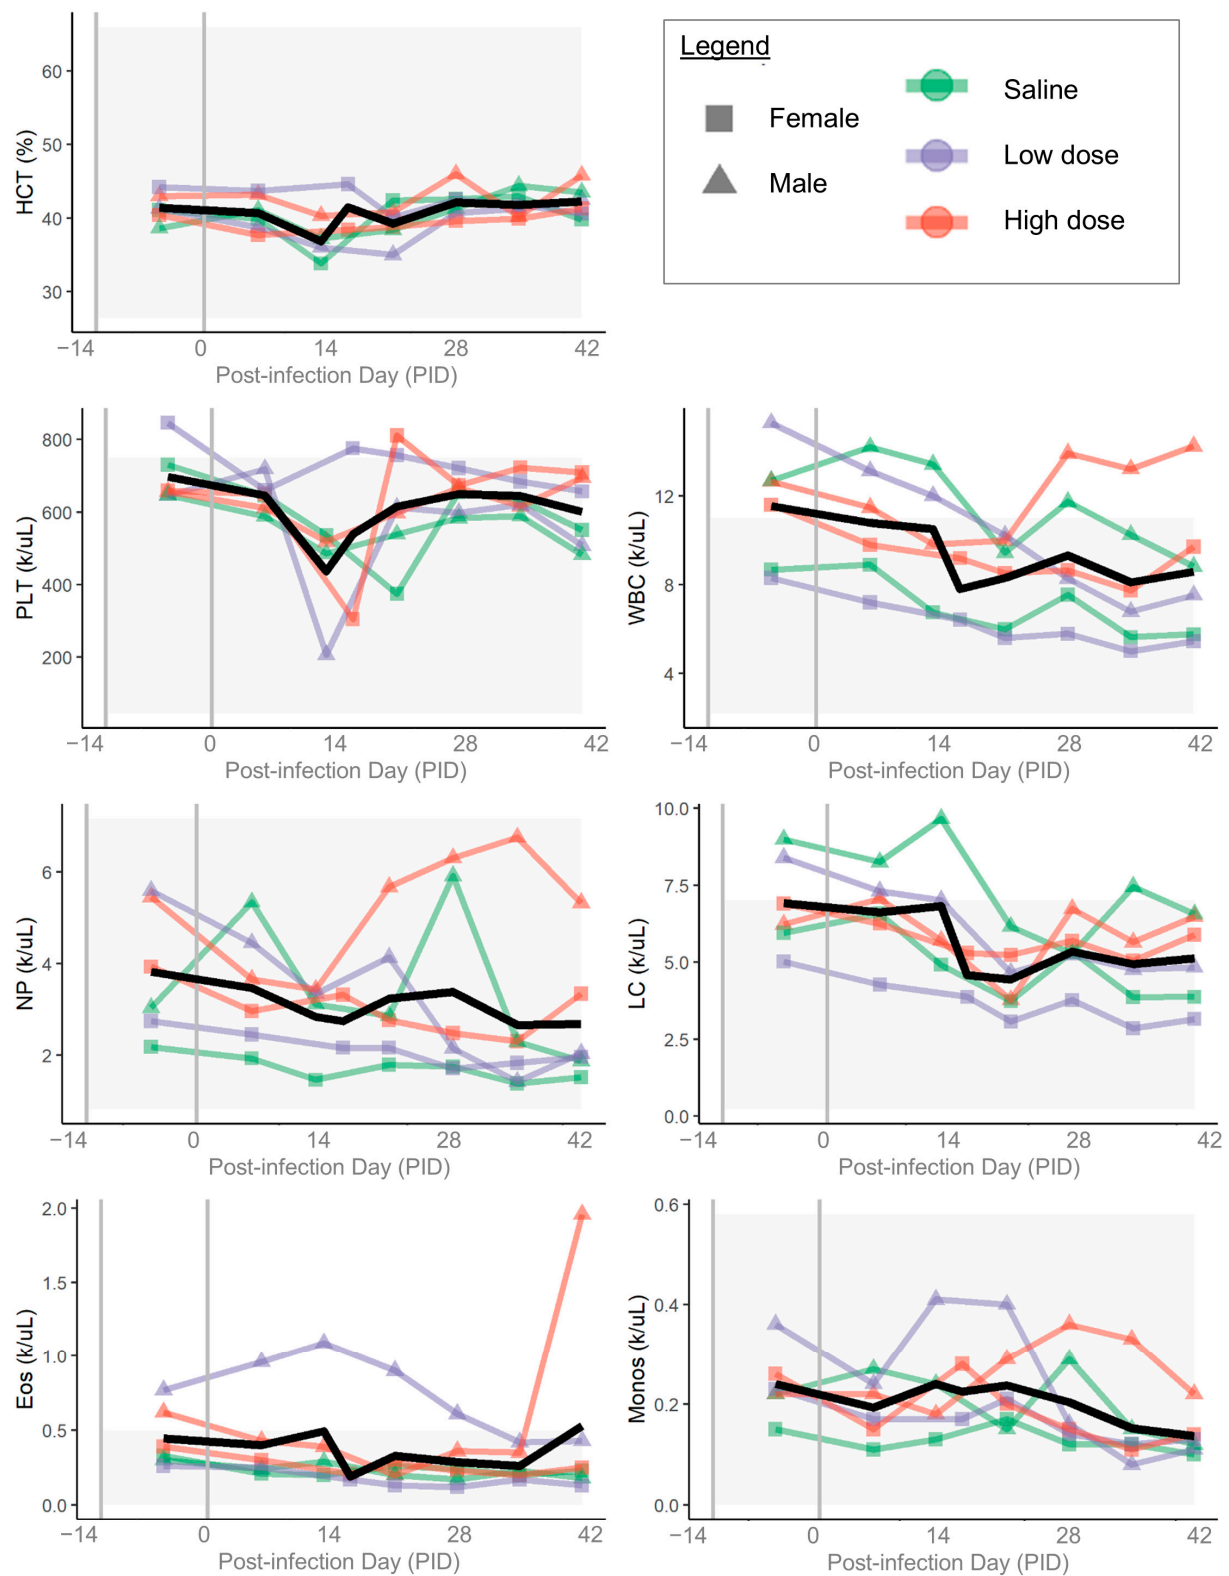 HCT (%)
60
50
40
30
−14 0 14 28 42
Post-infection Day (PID)
Legend
Female
Male
Saline
Low dose
High dose
PLT (k/uL)
800
600
400
200
−14 0 14 28 42
Post-infection Day (PID)
WBC (k/uL)
12
8
4
−14 0 14 28 42
Post-infection Day (PID)
NP (k/uL)
6
4
2
−14 0 14 28 42
Post-infection Day (PID)
LC (k/uL)
10.0
7.5
5.0
2.5
0.0
−14 0 14 28 42
Post-infection Day (PID)
Eos (k/uL)
2.0
1.5
1.0
0.5
0.0
−14 0 14 28 42
Post-infection Day (PID)
Monos (k/uL)
0.6
0.4
0.2
0.0
−14 0 14 28 42
Post-infection Day (PID)